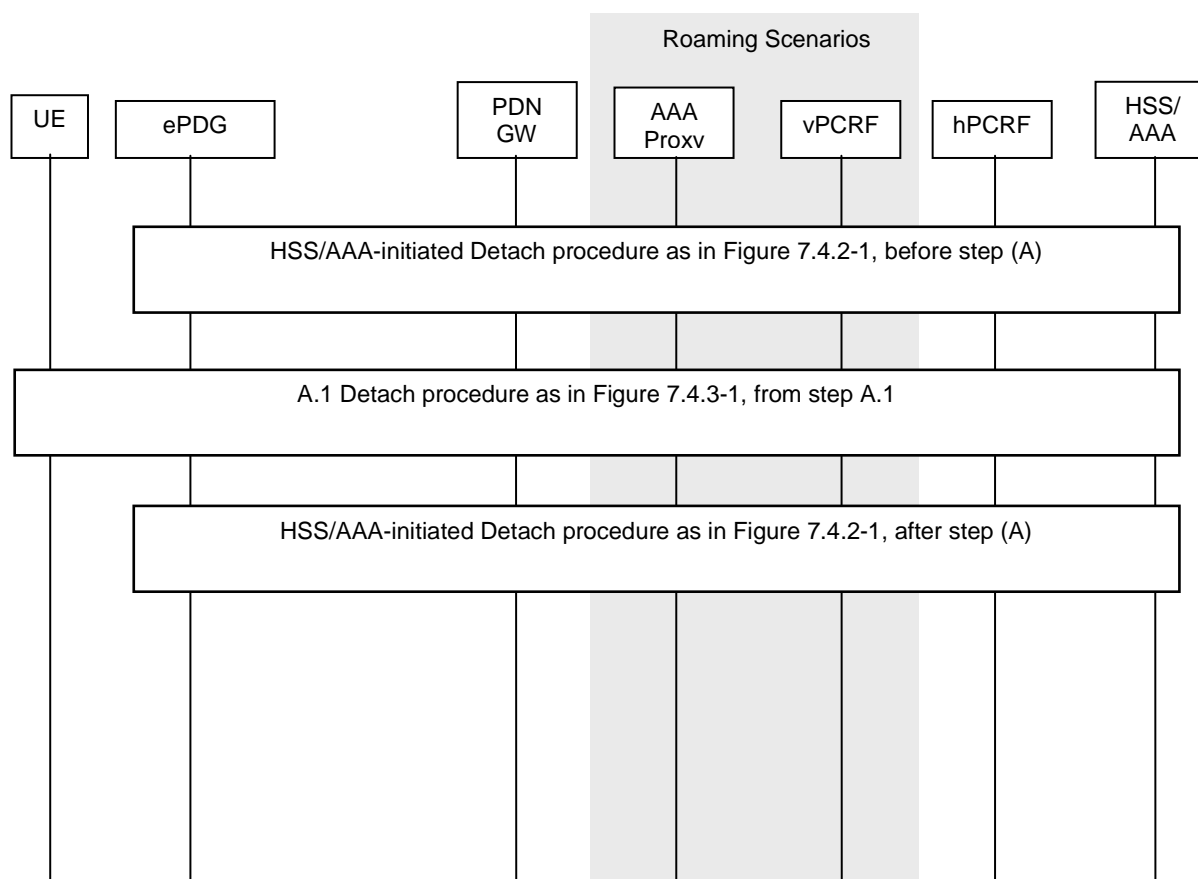 Roaming Scenarios
UE
ePDG
PDN
GW
AAA
Proxy
vPCRF
hPCRF
HSS/
AAA
HSS/AAA-initiated Detach procedure as in Figure 7.4.2-1, before step (A)
A.1 Detach procedure as in Figure 7.4.3-1, from step A.1
HSS/AAA-initiated Detach procedure as in Figure 7.4.2-1, after step (A)